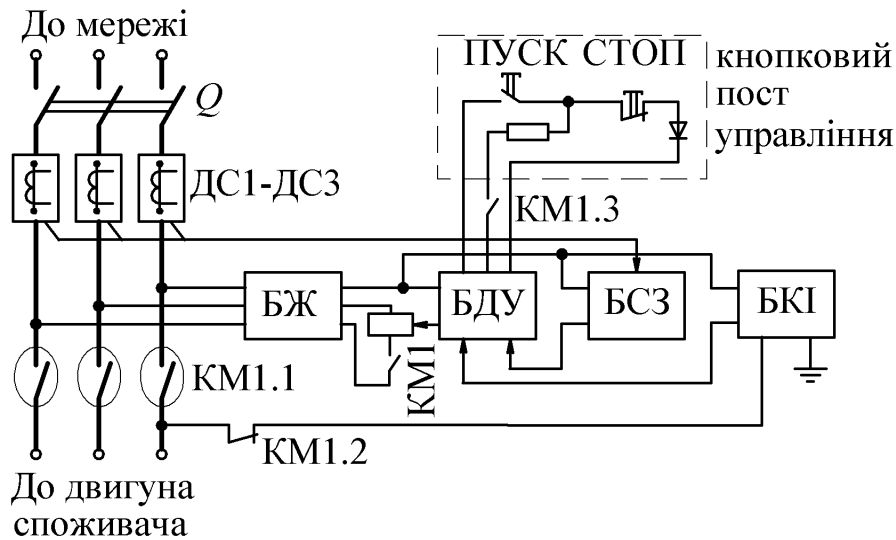 До мережі
ПУСК СТОП
кнопковий
пост
управління
Q
ДС1-ДС3
КМ1.3
БЖ
БДУ
БСЗ
БКІ
КМ1
КМ1.1
КМ1.2
До двигуна
споживача